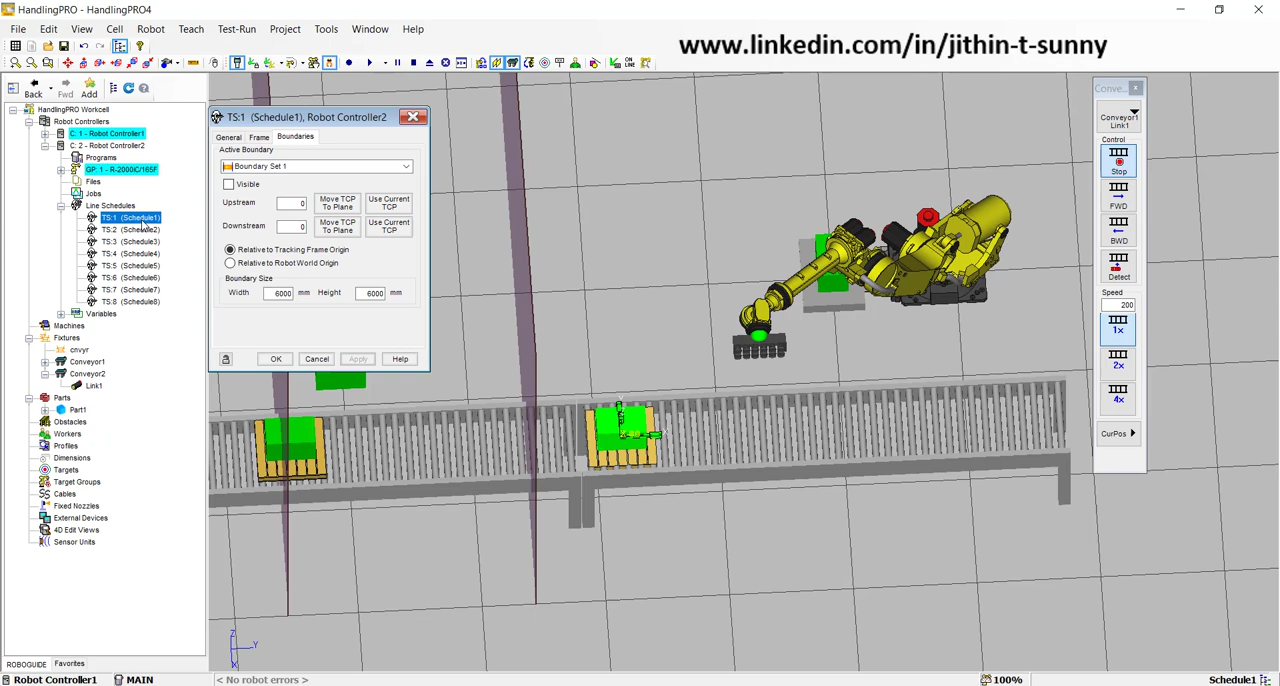 HandlingPRO - HandlingPRO4
File Edit View Cell Robot Teach Test-Run Project Tools Window Help
www.linkedin.com/in/jithin-t-sunny
ON LINE
Back Fwd Add
HandlingPRO Workcell
Robot Controllers
C: 1 - Robot Controller1
C: 2 - Robot Controller2
Programs
GP: 1 - R-2000iC/165F
Files
Jobs
Line Schedules
TS:1 (Schedule1)
TS:2 (Schedule2)
TS:3 (Schedule3)
TS:4 (Schedule4)
TS:5 (Schedule5)
TS:6 (Schedule6)
TS:7 (Schedule7)
TS:8 (Schedule8)
Variables
Machines
Fixtures
cnvyr
Conveyor1
Conveyor2
Link1
Parts
Part1
Obstacles
Workers
Profiles
Dimensions
Targets
Target Groups
Cables
Fixed Nozzles
External Devices
4D Edit Views
Sensor Units
ROBOGUIDE Favorites
TS:1 (Schedule1), Robot Controller2
General Frame Boundaries
Active Boundary
Boundary Set 1
Visible
Upstream 0 Move TCP To Plane Use Current TCP
Downstream 0 Move TCP To Plane Use Current TCP
Relative to Tracking Frame Origin
Relative to Robot World Origin
Boundary Size
Width 6000 mm Height 6000 mm
OK Cancel Apply Help
Conve...
Conveyor1
Link1
Control
Stop
FWD
BWD
Detect
Speed
200
1x
2x
4x
CurPos
Z
Y
X
Robot Controller1 MAIN < No robot errors > 100% Schedule1